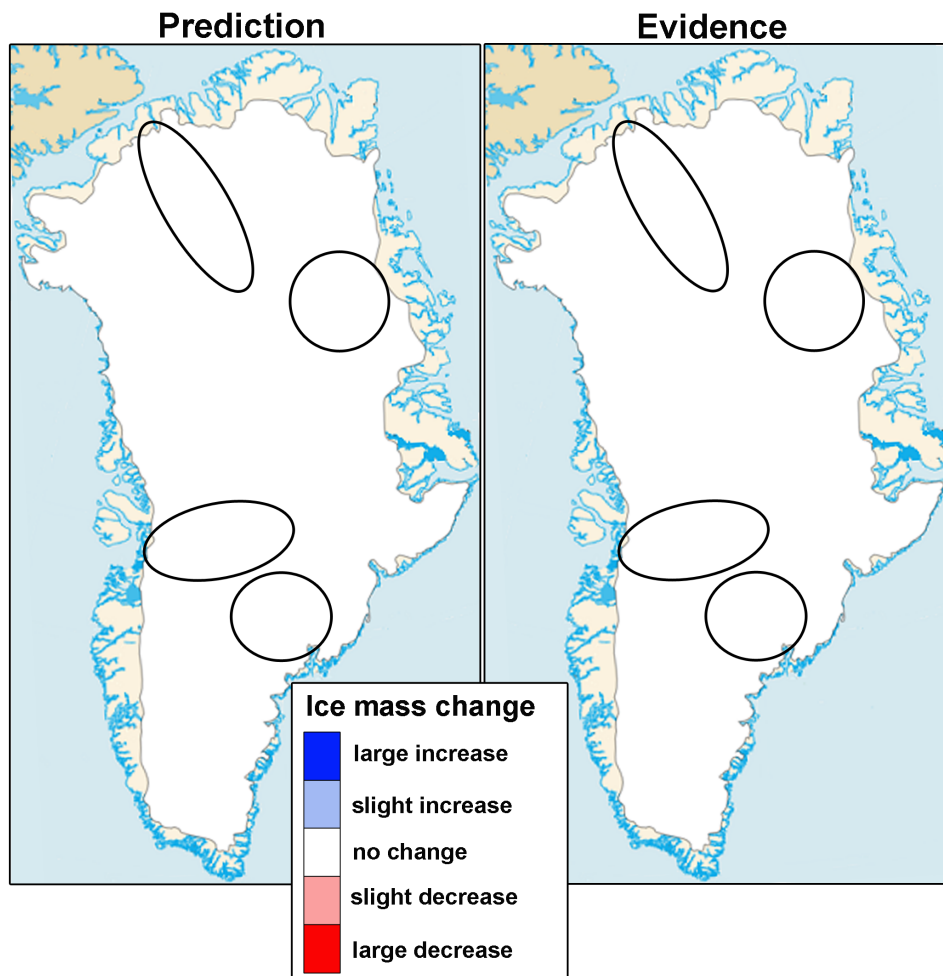 Prediction
Evidence
Ice mass change
large increase
slight increase
no change
slight decrease
large decrease